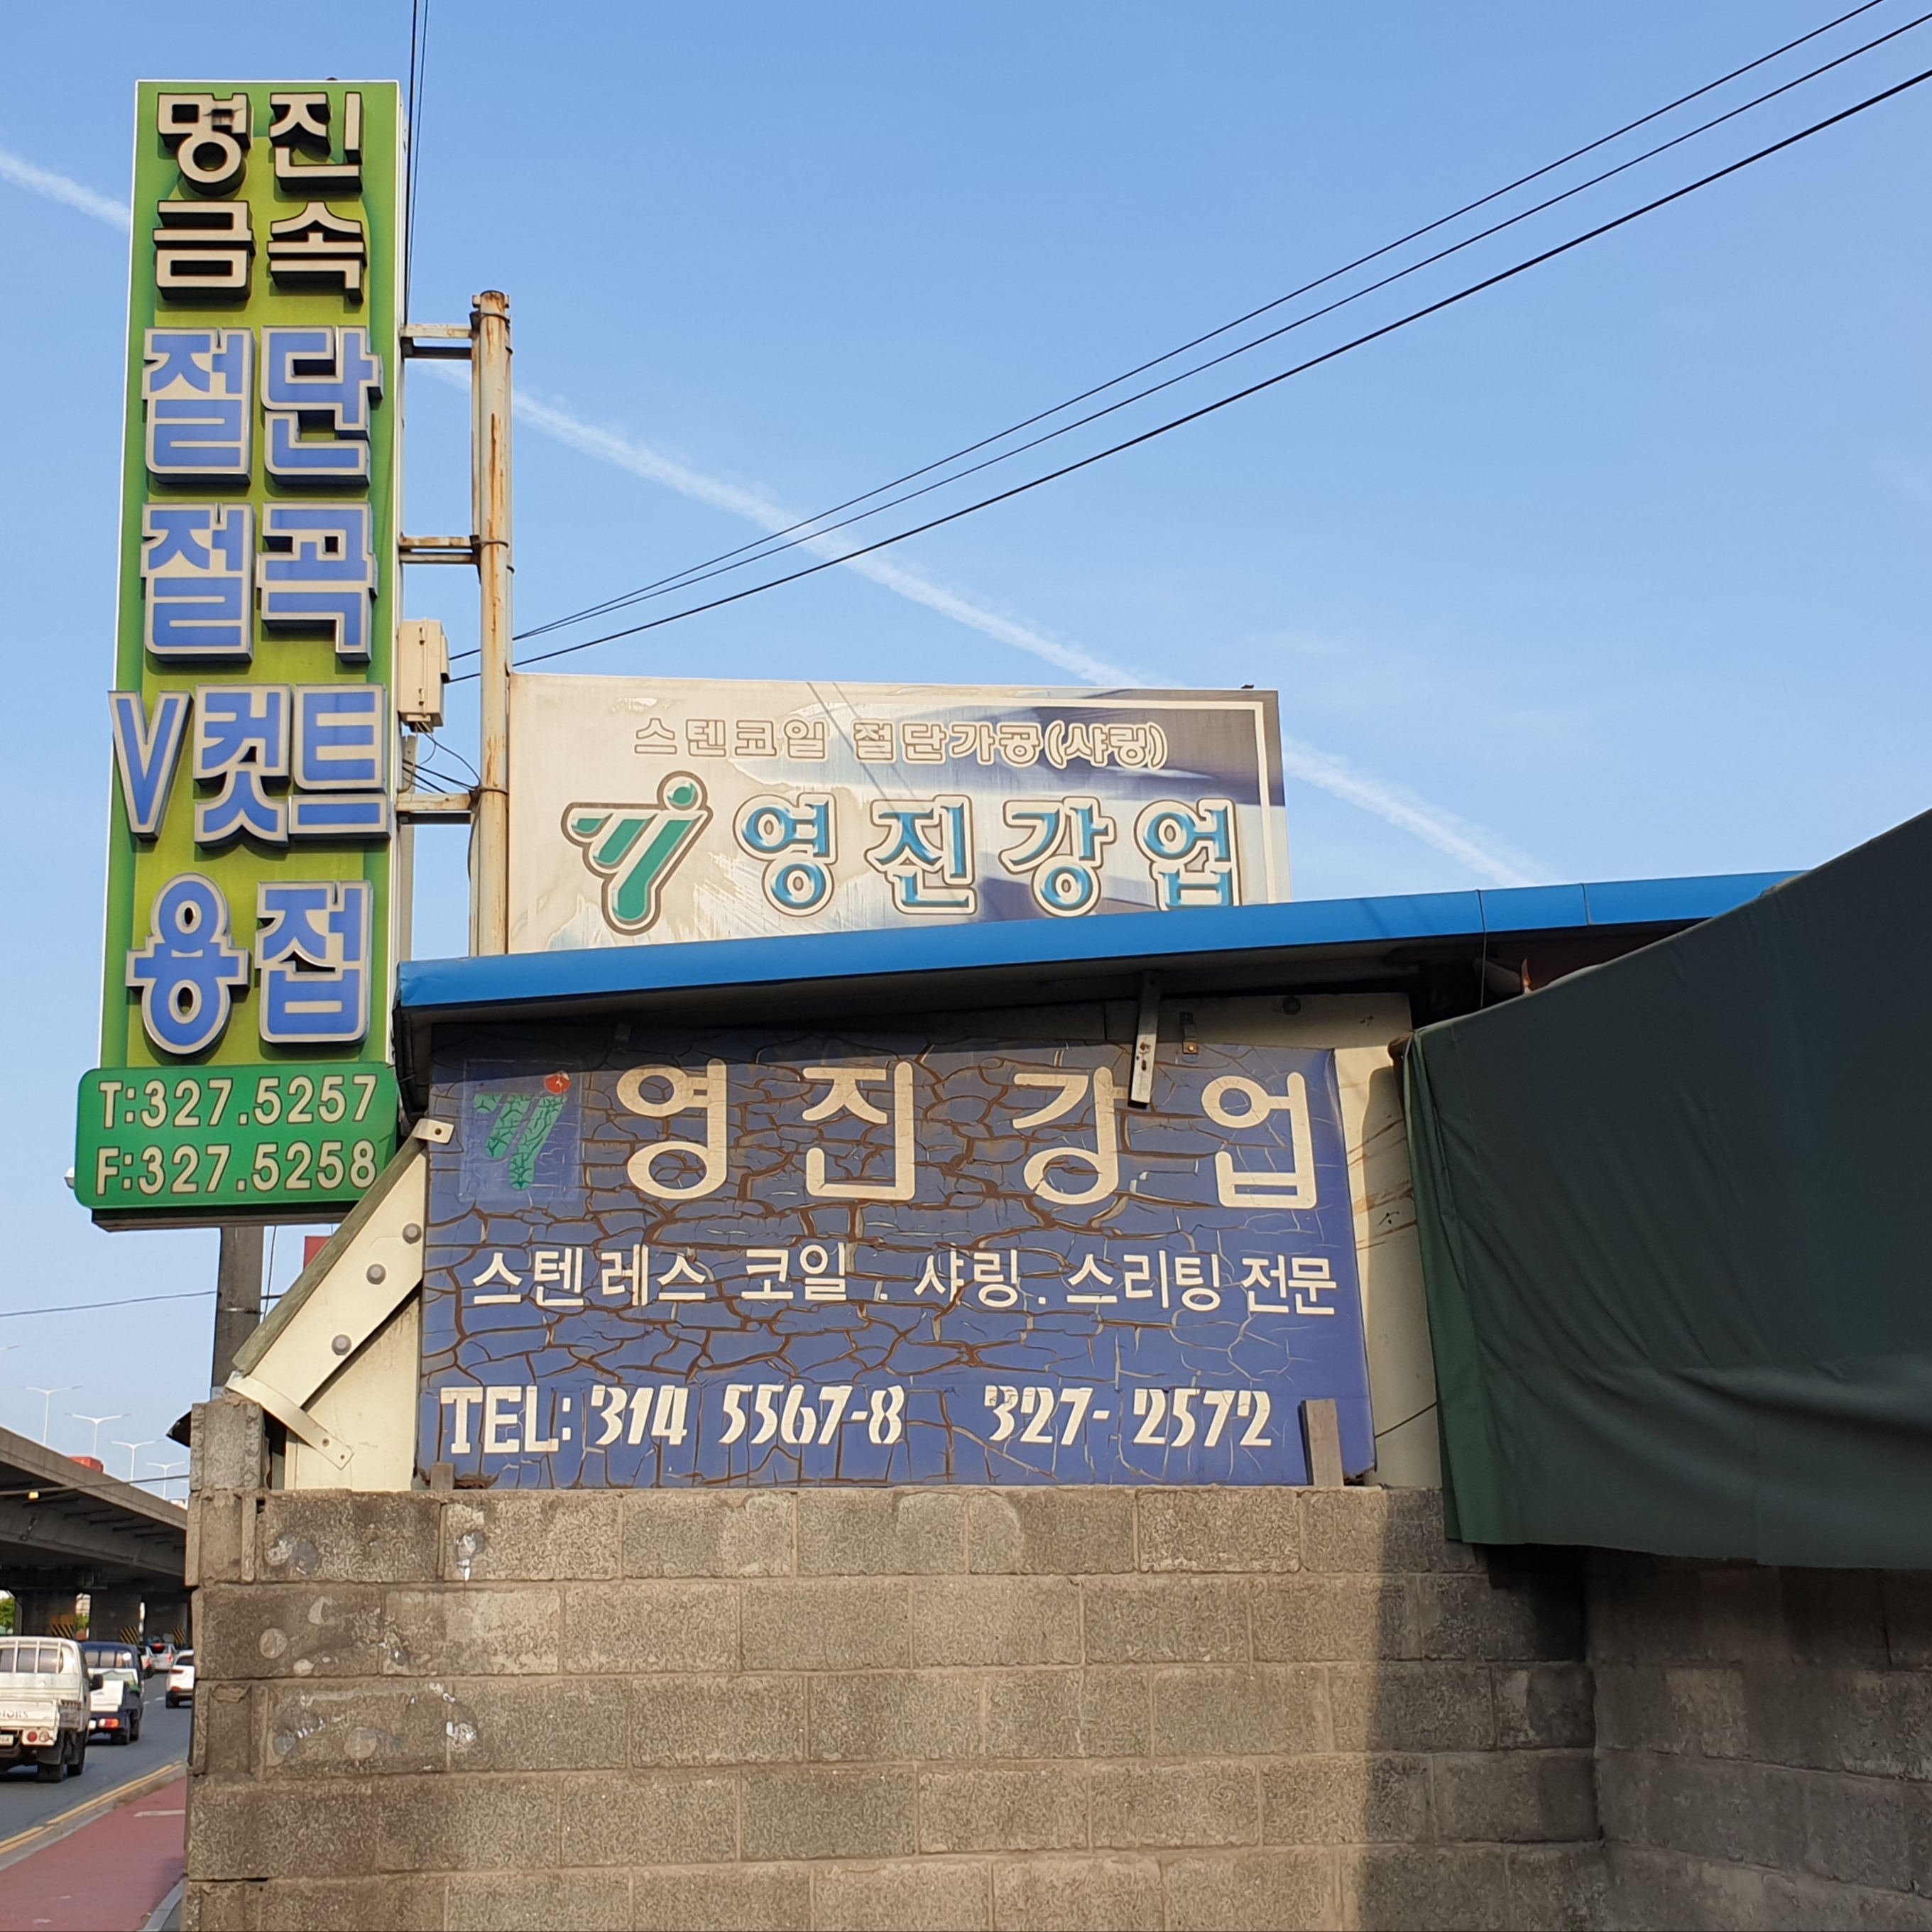 명진
금속
절단
절곡
V컷트
용접
T:327.5257
F:327.5258
스텐코일 절단가공(샤링)
영진강업
영진강업
스텐레스 코일 . 샤링 . 스리팅 전문
TEL: 314 5567-8 327-2572